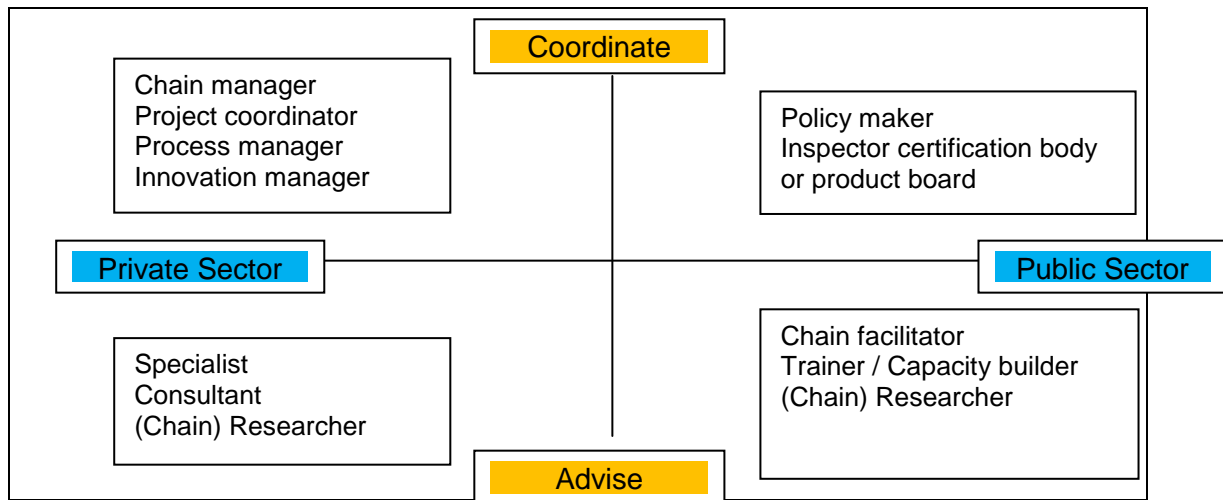 Coordinate
Chain manager
Project coordinator
Process manager
Innovation manager
Policy maker
Inspector certification body
or product board
Private Sector
Public Sector
Specialist
Consultant
(Chain) Researcher
Chain facilitator
Trainer / Capacity builder
(Chain) Researcher
Advise